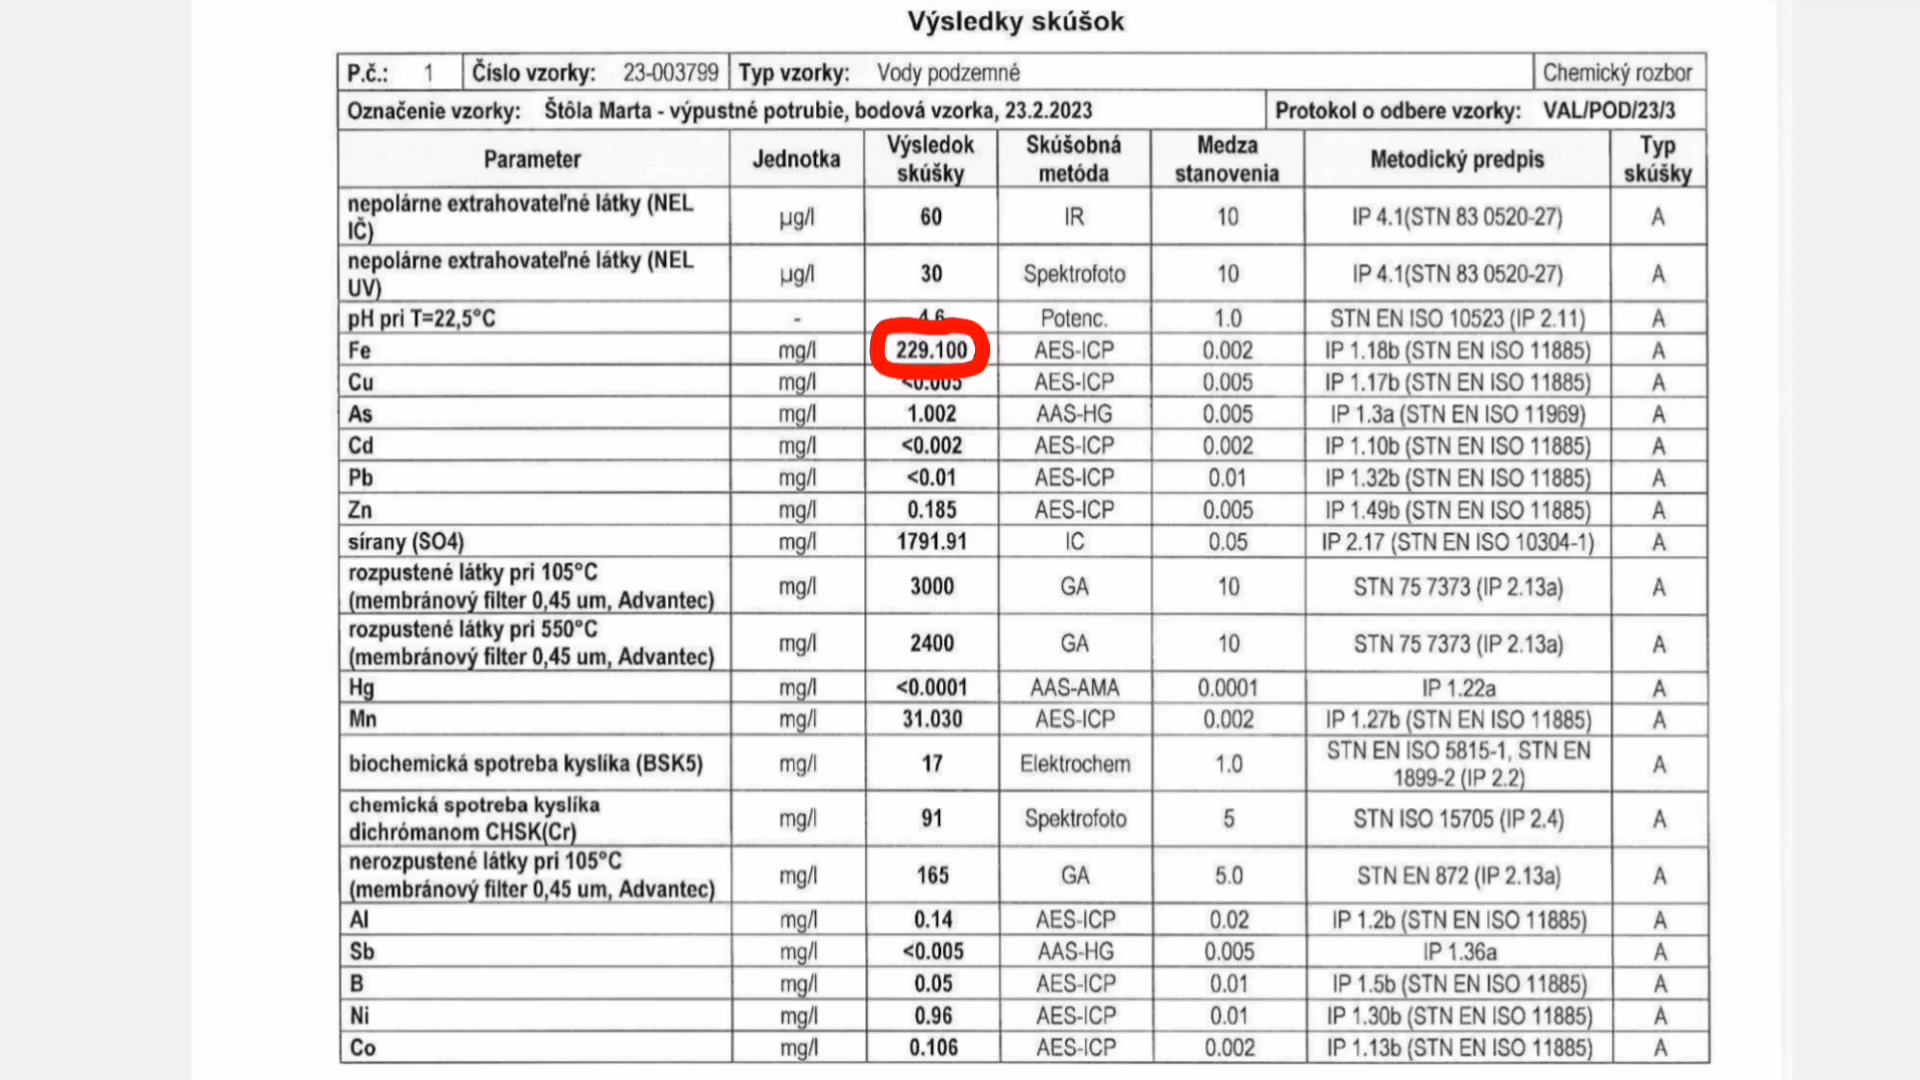 Výsledky skúšok
P.č.: 1 Číslo vzorky: 23-003799 Typ vzorky: Vody podzemné Chemický rozbor
Označenie vzorky: Štôla Marta - výpustné potrubie, bodová vzorka, 23.2.2023 Protokol o odbere vzorky: VAL/POD/23/3
Parameter Jednotka Výsledok skúšky Skúšobná metóda Medza stanovenia Metodický predpis Typ skúšky
nepolárne extrahovateľné látky (NEL IČ) µg/l 60 IR 10 IP 4.1(STN 83 0520-27) A
nepolárne extrahovateľné látky (NEL UV) µg/l 30 Spektrofoto 10 IP 4.1(STN 83 0520-27) A
pH pri T=22,5°C - 4.6 Potenc. 1.0 STN EN ISO 10523 (IP 2.11) A
Fe mg/l 229.100 AES-ICP 0.002 IP 1.18b (STN EN ISO 11885) A
Cu mg/l <0.005 AES-ICP 0.005 IP 1.17b (STN EN ISO 11885) A
As mg/l 1.002 AAS-HG 0.005 IP 1.3a (STN EN ISO 11969) A
Cd mg/l <0.002 AES-ICP 0.002 IP 1.10b (STN EN ISO 11885) A
Pb mg/l <0.01 AES-ICP 0.01 IP 1.32b (STN EN ISO 11885) A
Zn mg/l 0.185 AES-ICP 0.005 IP 1.49b (STN EN ISO 11885) A
sírany (SO4) mg/l 1791.91 IC 0.05 IP 2.17 (STN EN ISO 10304-1) A
rozpustené látky pri 105°C (membránový filter 0,45 um, Advantec) mg/l 3000 GA 10 STN 75 7373 (IP 2.13a) A
rozpustené látky pri 550°C (membránový filter 0,45 um, Advantec) mg/l 2400 GA 10 STN 75 7373 (IP 2.13a) A
Hg mg/l <0.0001 AAS-AMA 0.0001 IP 1.22a A
Mn mg/l 31.030 AES-ICP 0.002 IP 1.27b (STN EN ISO 11885) A
biochemická spotreba kyslíka (BSK5) mg/l 17 Elektrochem 1.0 STN EN ISO 5815-1, STN EN 1899-2 (IP 2.2) A
chemická spotreba kyslíka dichrómanom CHSK(Cr) mg/l 91 Spektrofoto 5 STN ISO 15705 (IP 2.4) A
nerozpustené látky pri 105°C (membránový filter 0,45 um, Advantec) mg/l 165 GA 5.0 STN EN 872 (IP 2.13a) A
Al mg/l 0.14 AES-ICP 0.02 IP 1.2b (STN EN ISO 11885) A
Sb mg/l <0.005 AAS-HG 0.005 IP 1.36a A
B mg/l 0.05 AES-ICP 0.01 IP 1.5b (STN EN ISO 11885) A
Ni mg/l 0.96 AES-ICP 0.01 IP 1.30b (STN EN ISO 11885) A
Co mg/l 0.106 AES-ICP 0.002 IP 1.13b (STN EN ISO 11885) A